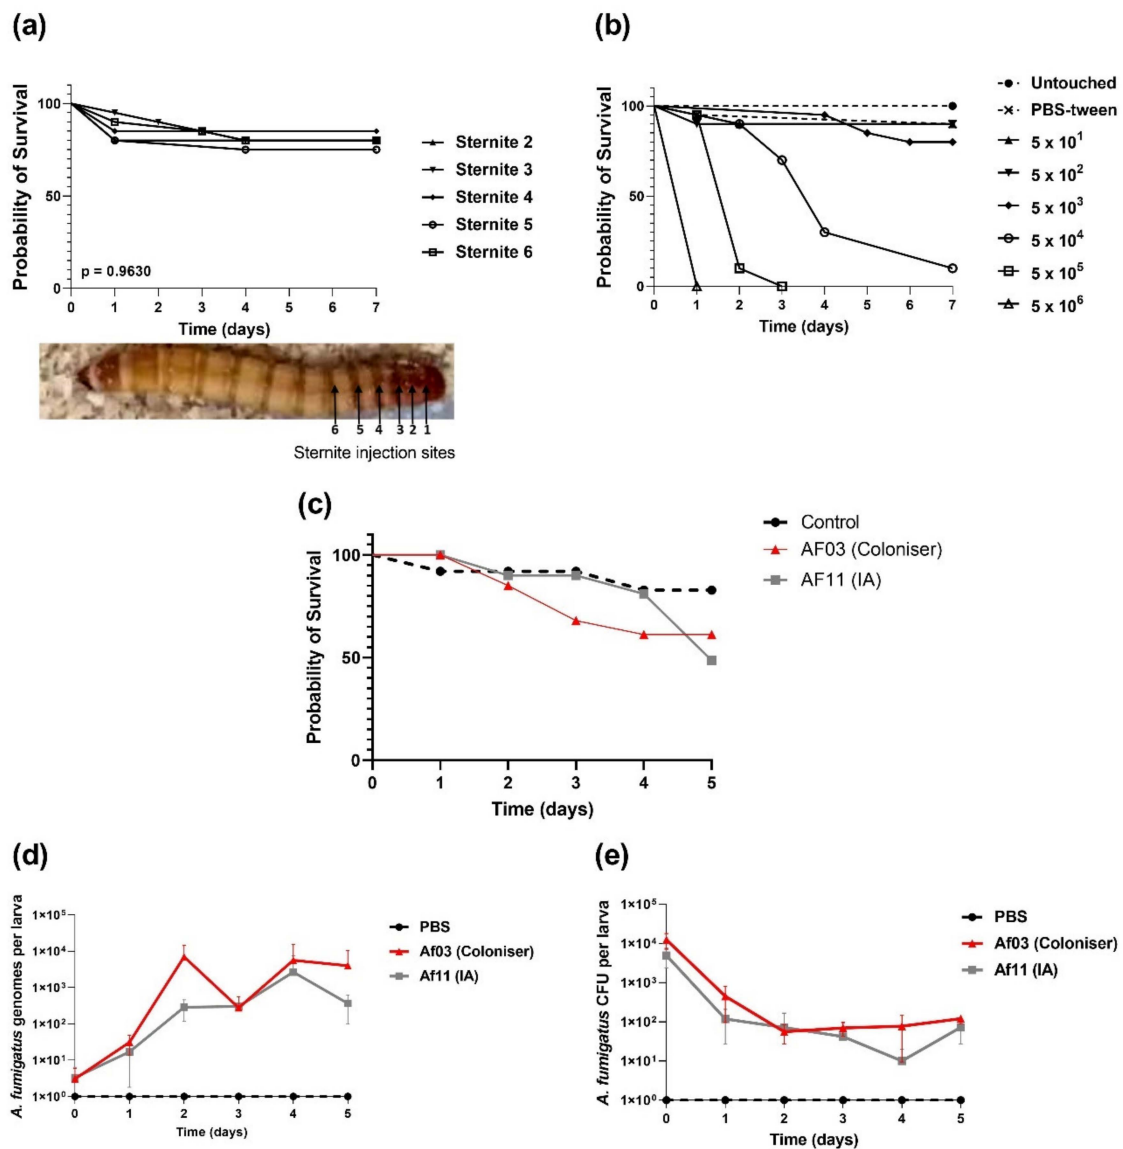 (a)
Probability of Survival
100
50
0
p = 0.9630
0 1 2 3 4 5 6 7
Time (days)
Sternite 2
Sternite 3
Sternite 4
Sternite 5
Sternite 6
6 5 4 3 2 1
Sternite injection sites
(b)
Probability of Survival
100
50
0
0 1 2 3 4 5 6 7
Time (days)
Untouched
PBS-tween
5 x 10¹
5 x 10²
5 x 10³
5 x 10⁴
5 x 10⁵
5 x 10⁶
(c)
Probability of Survival
100
50
0
0 1 2 3 4 5
Time (days)
Control
AF03 (Coloniser)
AF11 (IA)
(d)
A. fumigatus genomes per larva
1×10⁵
1×10⁴
1×10³
1×10²
1×10¹
1×10⁰
0 1 2 3 4 5
Time (days)
PBS
Af03 (Coloniser)
Af11 (IA)
(e)
A. fumigatus CFU per larva
1×10⁵
1×10⁴
1×10³
1×10²
1×10¹
1×10⁰
0 1 2 3 4 5
Time (days)
PBS
Af03 (Coloniser)
Af11 (IA)